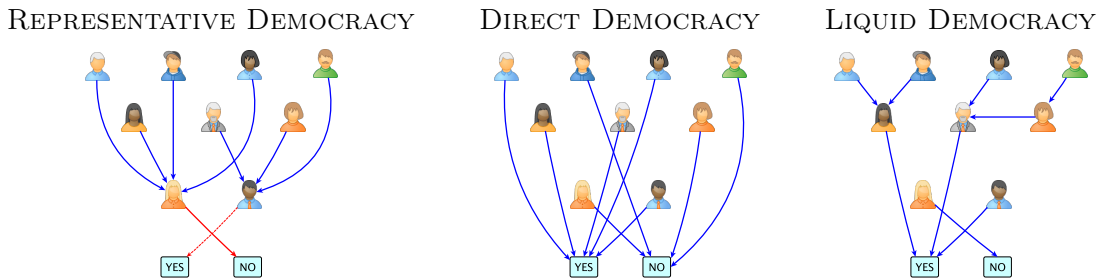 Representative Democracy
Direct Democracy
Liquid Democracy
YES
NO
YES
NO
YES
NO